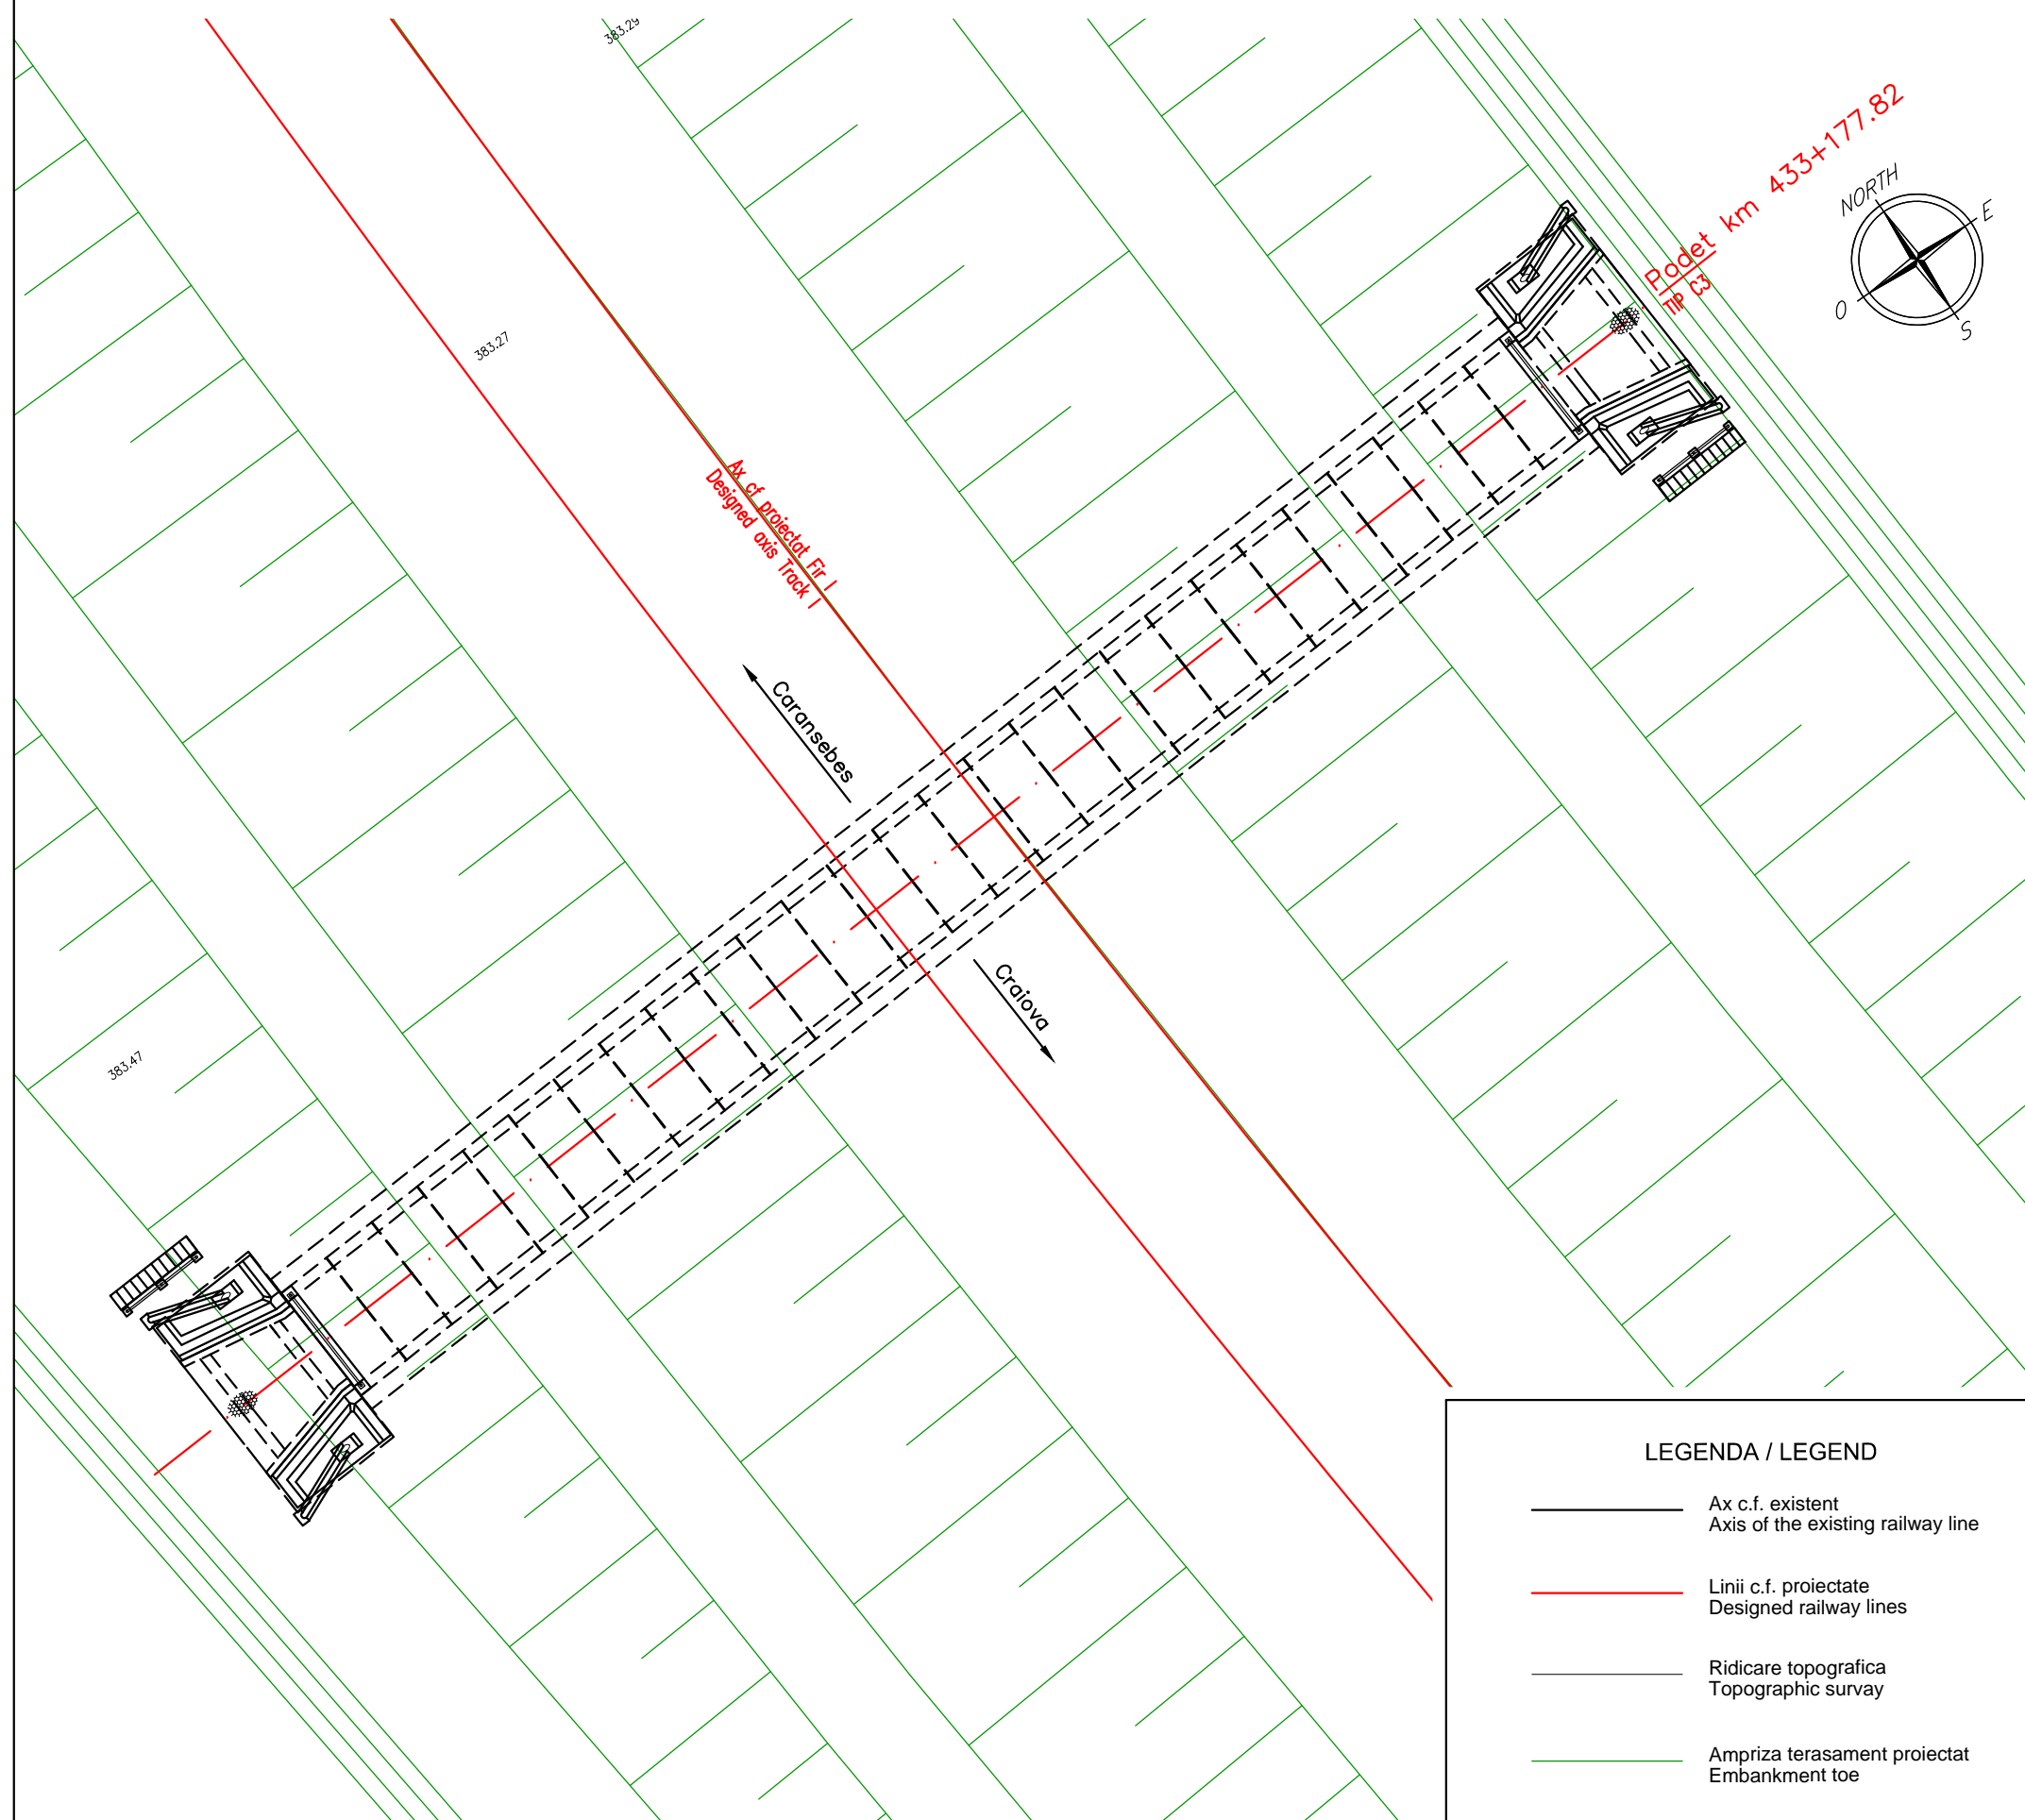 383.29
Podet km 433+177.82
TIP C3
NORTH
E
O
S
383.27
Ax cf proiectat Fir I
Designed axis Track I
Caransebes
Craiova
383.47
LEGENDA / LEGEND
Ax c.f. existent
Axis of the existing railway line
Linii c.f. proiectate
Designed railway lines
Ridicare topografica
Topographic survay
Ampriza terasament proiectat
Embankment toe